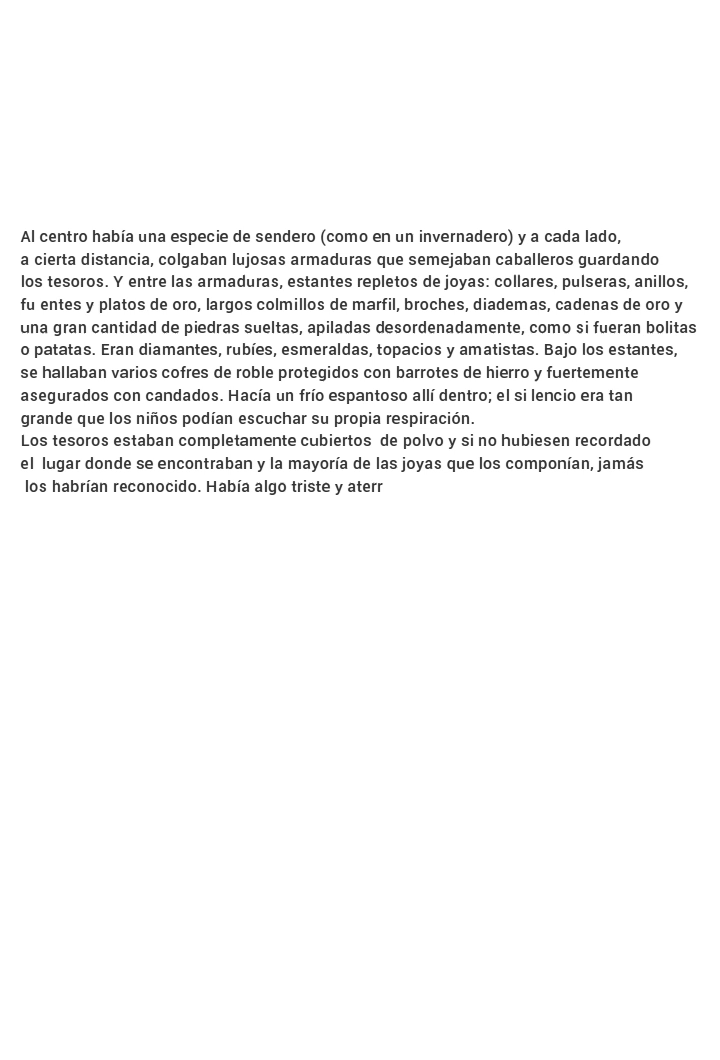 Al centro había una especie de sendero (como en un invernadero) y a cada lado,
a cierta distancia, colgaban lujosas armaduras que semejaban caballeros guardando
los tesoros. Y entre las armaduras, estantes repletos de joyas: collares, pulseras, anillos,
fu entes y platos de oro, largos colmillos de marfil, broches, diademas, cadenas de oro y
una gran cantidad de piedras sueltas, apiladas desordenadamente, como si fueran bolitas
o patatas. Eran diamantes, rubíes, esmeraldas, topacios y amatistas. Bajo los estantes,
se hallaban varios cofres de roble protegidos con barrotes de hierro y fuertemente
asegurados con candados. Hacía un frío espantoso allí dentro; el si lencio era tan
grande que los niños podían escuchar su propia respiración.
Los tesoros estaban completamente cubiertos  de polvo y si no hubiesen recordado
el  lugar donde se encontraban y la mayoría de las joyas que los componían, jamás
los habrían reconocido. Había algo triste y aterr